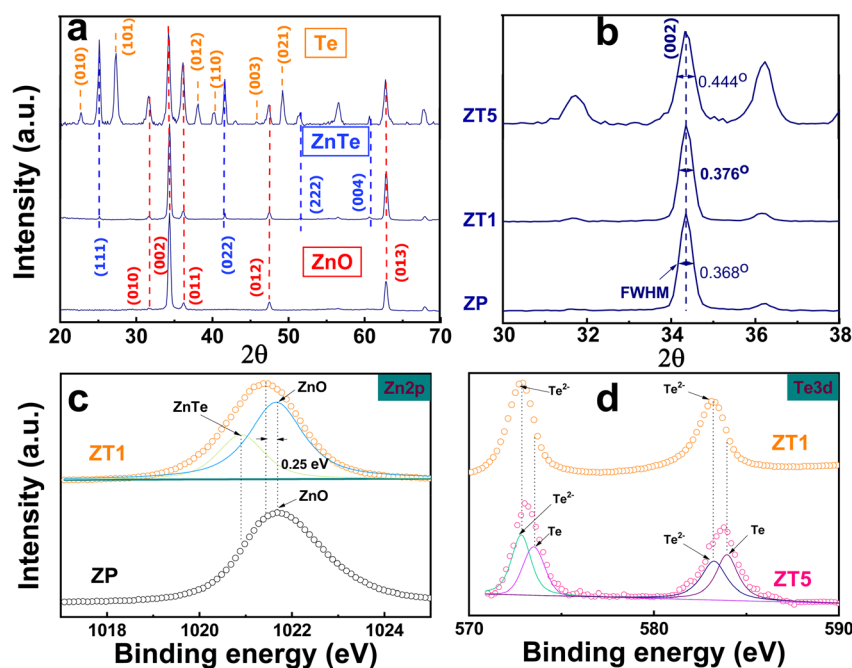 a
Te
(010)
(101)
(012)
(110)
(003)
(021)
ZnTe
(111)
(022)
(222)
(004)
ZnO
(010)
(002)
(011)
(012)
(013)
20 30 40 50 60 70
2θ
Intensity (a.u.)
b
(002)
ZT5
0.444o
ZT1
0.376o
ZP
FWHM
0.368o
30 32 34 36 38
2θ
c
Zn2p
ZnO
ZnTe
ZT1
0.25 eV
ZnO
ZP
1018 1020 1022 1024
Binding energy (eV)
Intensity (a.u.)
d
Te3d
Te2-
Te2-
ZT1
Te2-
Te
Te2-
Te
ZT5
570 580 590
Binding energy (eV)